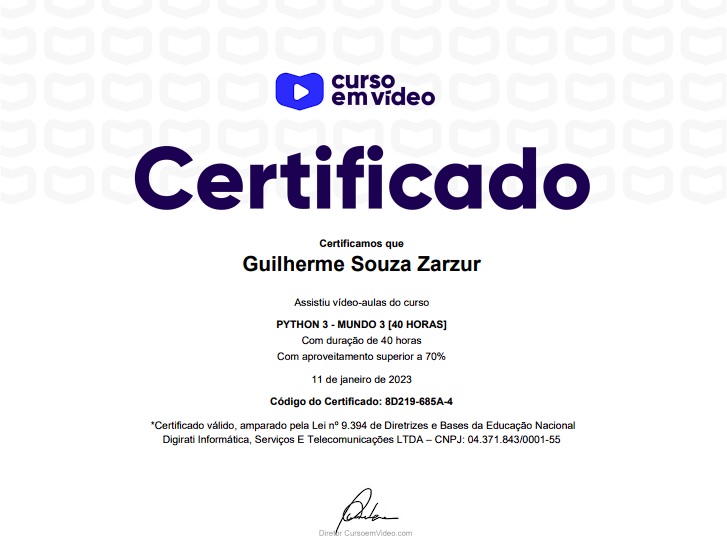 curso
em vídeo
Certificado
Certificamos que
Guilherme Souza Zarzur
Assistiu vídeo-aulas do curso
PYTHON 3 - MUNDO 3 [40 HORAS]
Com duração de 40 horas
Com aproveitamento superior a 70%
11 de janeiro de 2023
Código do Certificado: 8D219-685A-4
*Certificado válido, amparado pela Lei nº 9.394 de Diretrizes e Bases da Educação Nacional
Digirati Informática, Serviços E Telecomunicações LTDA – CNPJ: 04.371.843/0001-55
Diretor CursoemVideo.com